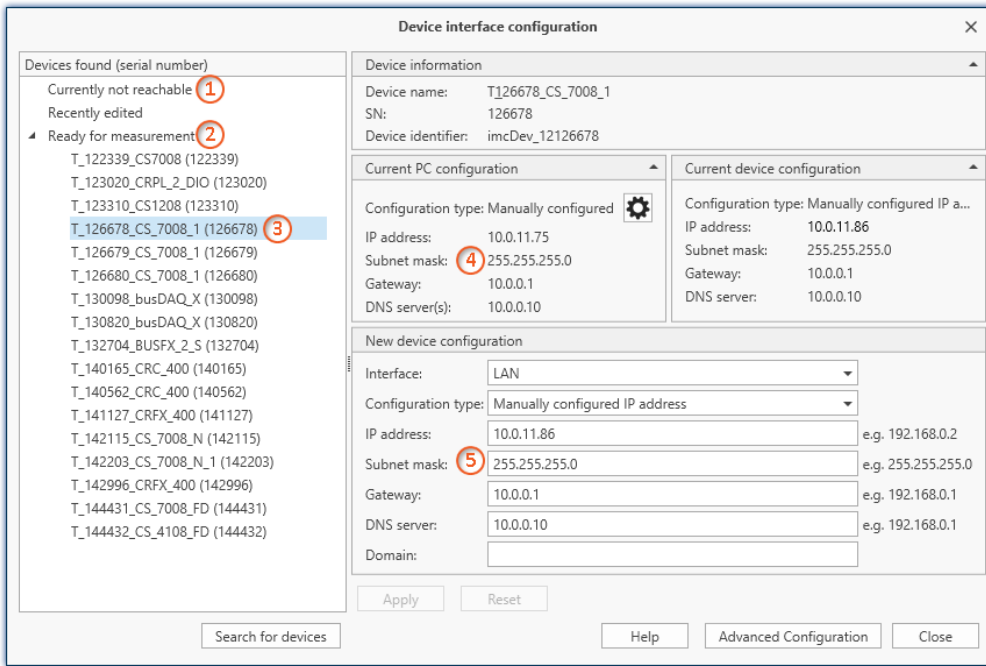 Device interface configuration
Devices found (serial number)
Currently not reachable 1
Recently edited
Ready for measurement 2
T_122339_CS7008 (122339)
T_123020_CRPL_2_DIO (123020)
T_123310_CS1208 (123310)
T_126678_CS_7008_1 (126678) 3
T_126679_CS_7008_1 (126679)
T_126680_CS_7008_1 (126680)
T_130098_busDAQ_X (130098)
T_130820_busDAQ_X (130820)
T_132704_BUSFX_2_S (132704)
T_140165_CRC_400 (140165)
T_140562_CRC_400 (140562)
T_141127_CRFX_400 (141127)
T_142115_CS_7008_N (142115)
T_142203_CS_7008_N_1 (142203)
T_142996_CRFX_400 (142996)
T_144431_CS_7008_FD (144431)
T_144432_CS_4108_FD (144432)
Search for devices
Device information
Device name: T126678_CS_7008_1
SN: 126678
Device identifier: imcDev_12126678
Current PC configuration
Configuration type: Manually configured
IP address: 10.0.11.75
Subnet mask: 4 255.255.255.0
Gateway: 10.0.0.1
DNS server(s): 10.0.0.10
Current device configuration
Configuration type: Manually configured IP a...
IP address: 10.0.11.86
Subnet mask: 255.255.255.0
Gateway: 10.0.0.1
DNS server: 10.0.0.10
New device configuration
Interface: LAN
Configuration type: Manually configured IP address
IP address: 10.0.11.86 e.g. 192.168.0.2
Subnet mask: 5 255.255.255.0 e.g. 255.255.255.0
Gateway: 10.0.0.1 e.g. 192.168.0.1
DNS server: 10.0.0.10 e.g. 192.168.0.1
Domain:
Apply Reset
Help Advanced Configuration Close